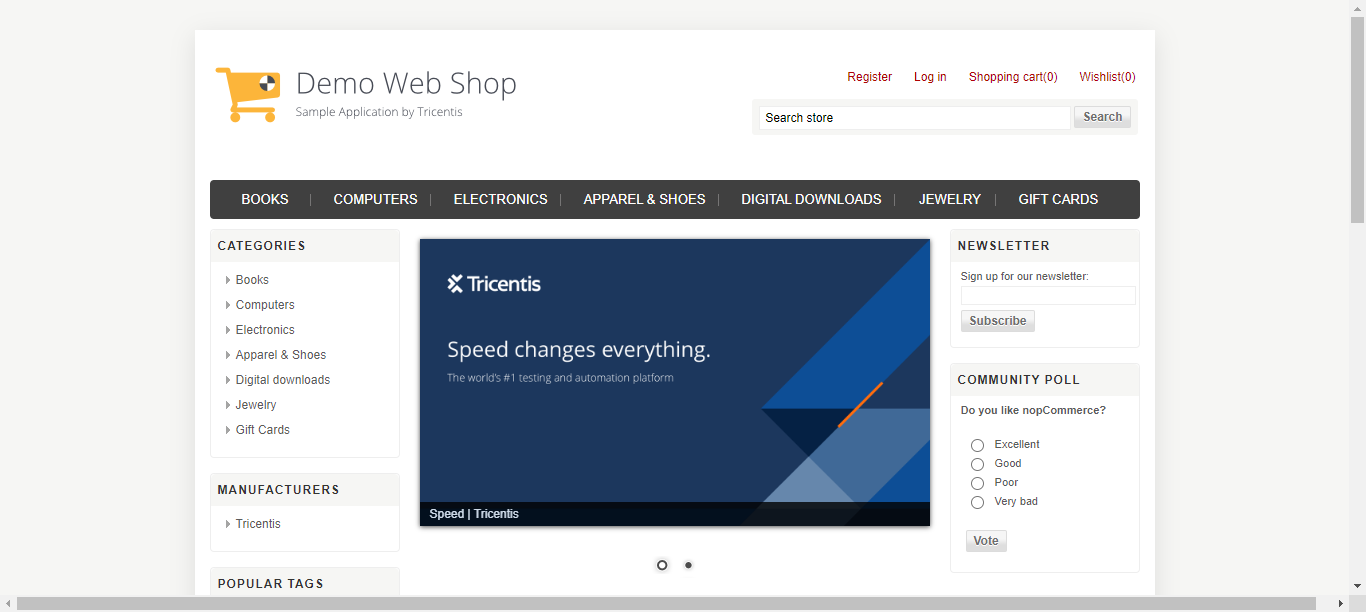 Demo Web Shop
Sample Application by Tricentis
Register Log in Shopping cart(0) Wishlist(0)
Search store Search
BOOKS COMPUTERS ELECTRONICS APPAREL & SHOES DIGITAL DOWNLOADS JEWELRY GIFT CARDS
CATEGORIES
Books
Computers
Electronics
Apparel & Shoes
Digital downloads
Jewelry
Gift Cards
MANUFACTURERS
Tricentis
POPULAR TAGS
Tricentis
Speed changes everything.
The world's #1 testing and automation platform
Speed | Tricentis
NEWSLETTER
Sign up for our newsletter:
Subscribe
COMMUNITY POLL
Do you like nopCommerce?
Excellent
Good
Poor
Very bad
Vote